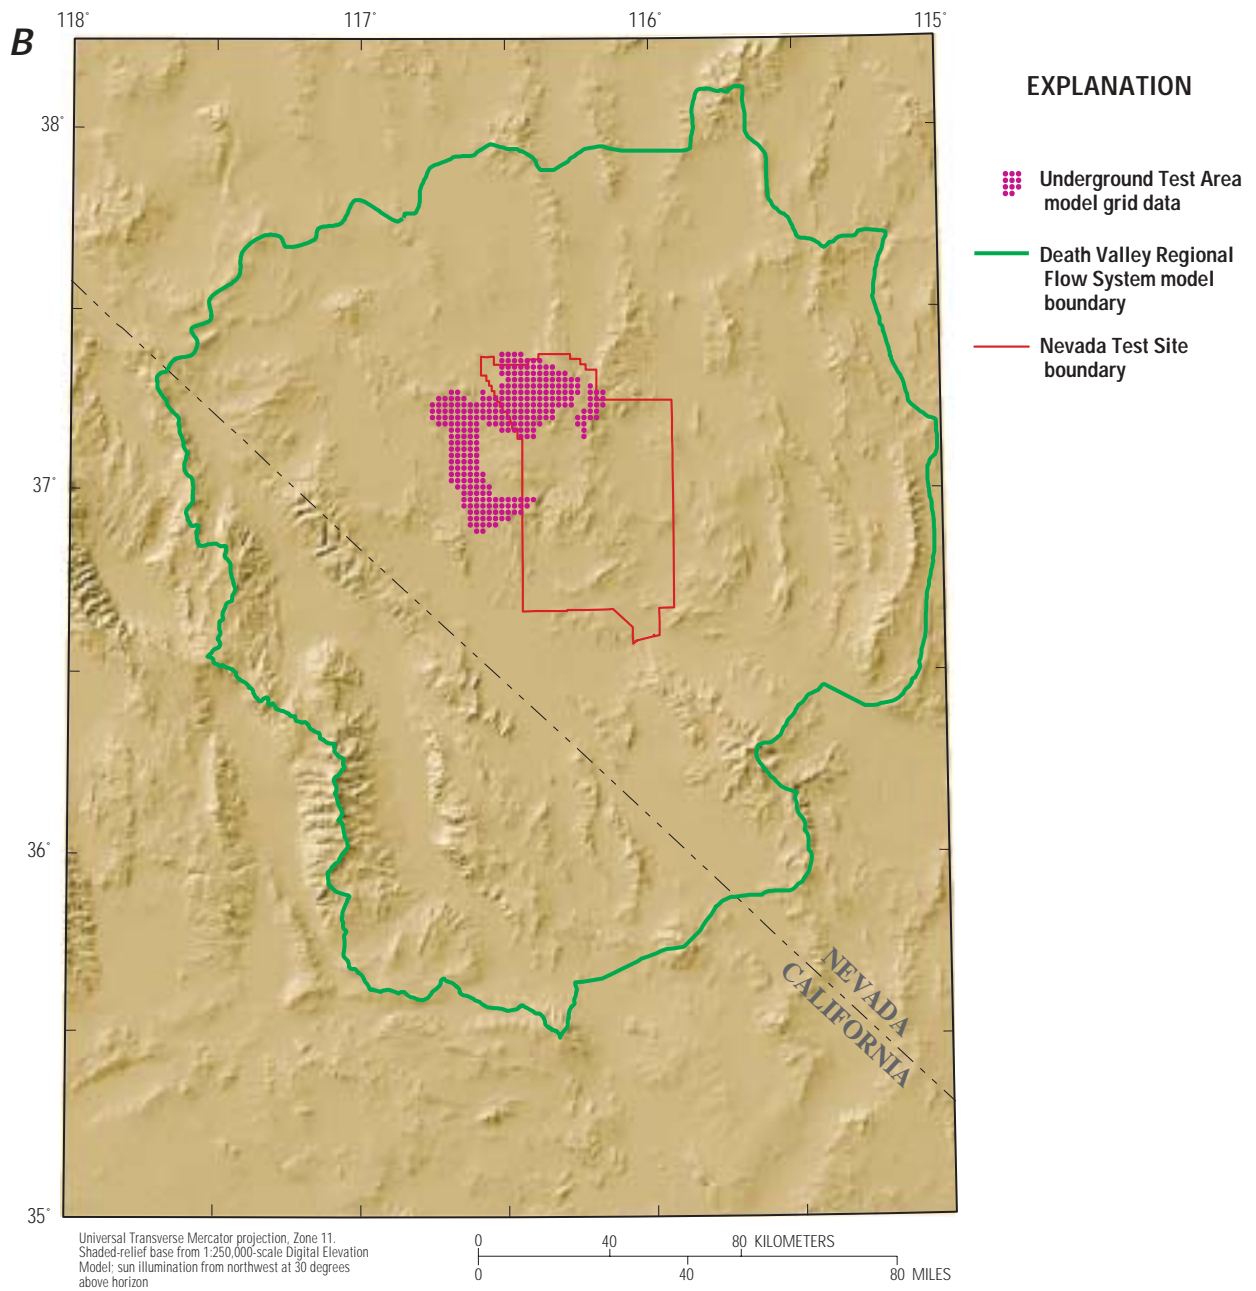 B
118°
117°
116°
115°
38°
37°
36°
35°
EXPLANATION
Underground Test Area
model grid data
Death Valley Regional
Flow System model
boundary
Nevada Test Site
boundary
NEVADA
CALIFORNIA
Universal Transverse Mercator projection, Zone 11.
Shaded-relief base from 1:250,000-scale Digital Elevation
Model; sun illumination from northwest at 30 degrees
above horizon
0 40 80 KILOMETERS
0 40 80 MILES